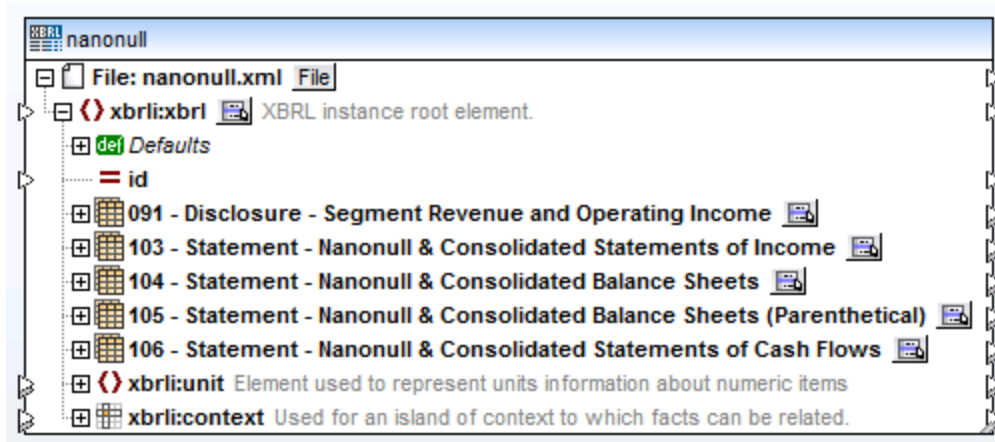 XBRL nanonull
File: nanonull.xml File
xbrli:xbrl XBRL instance root element.
def Defaults
= id
091 - Disclosure - Segment Revenue and Operating Income
103 - Statement - Nanonull & Consolidated Statements of Income
104 - Statement - Nanonull & Consolidated Balance Sheets
105 - Statement - Nanonull & Consolidated Balance Sheets (Parenthetical)
106 - Statement - Nanonull & Consolidated Statements of Cash Flows
xbrli:unit Element used to represent units information about numeric items
xbrli:context Used for an island of context to which facts can be related.